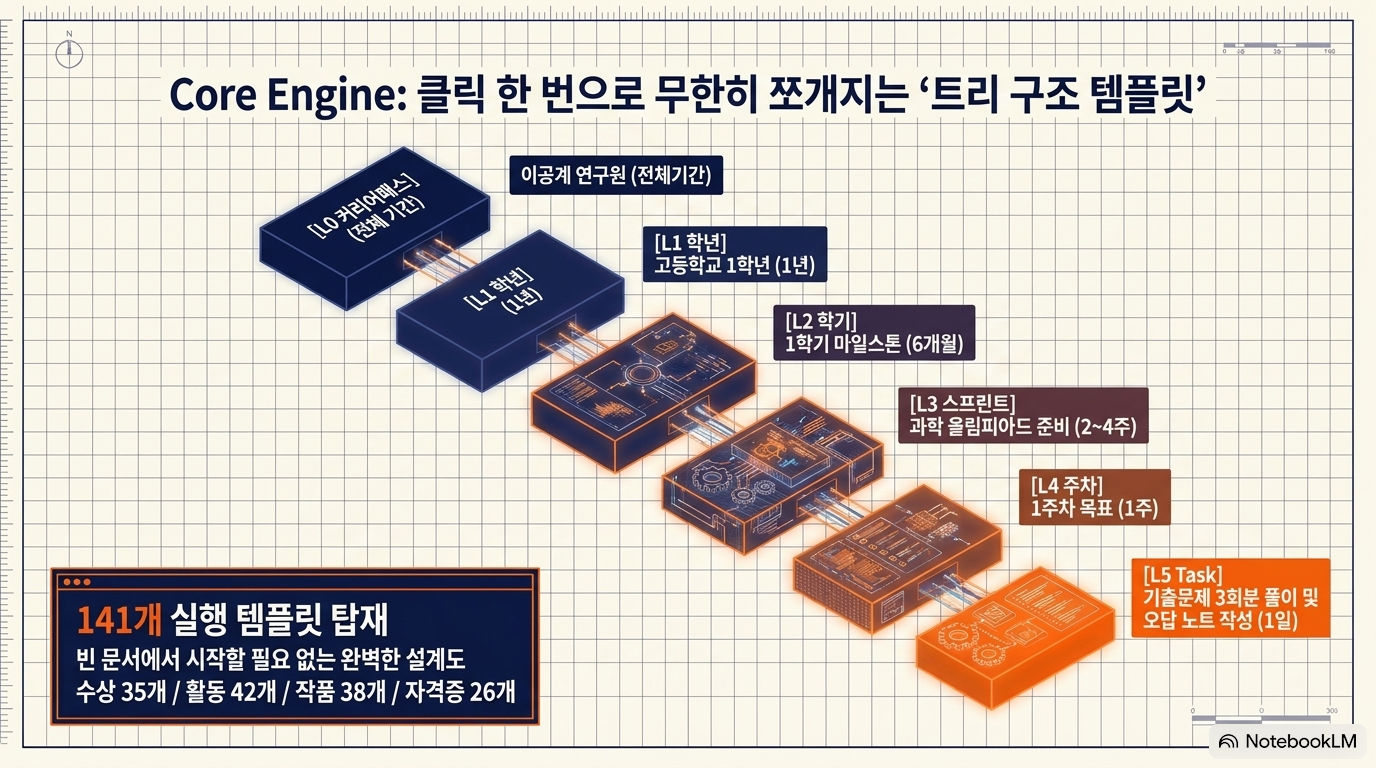 N
Core Engine: 클릭 한 번으로 무한히 쪼개지는 ‘트리 구조 템플릿’
[L0 커리어패스]
(전체 기간)
이공계 연구원 (전체기간)
[L1 학년]
(1년)
[L1 학년]
고등학교 1학년 (1년)
[L2 학기]
1학기 마일스톤 (6개월)
[L3 스프린트]
과학 올림피아드 준비 (2~4주)
[L4 주차]
1주차 목표 (1주)
[L5 Task]
기출문제 3회분 풀이 및
오답 노트 작성 (1일)
141개 실행 템플릿 탑재
빈 문서에서 시작할 필요 없는 완벽한 설계도
수상 35개 / 활동 42개 / 작품 38개 / 자격증 26개
NotebookLM